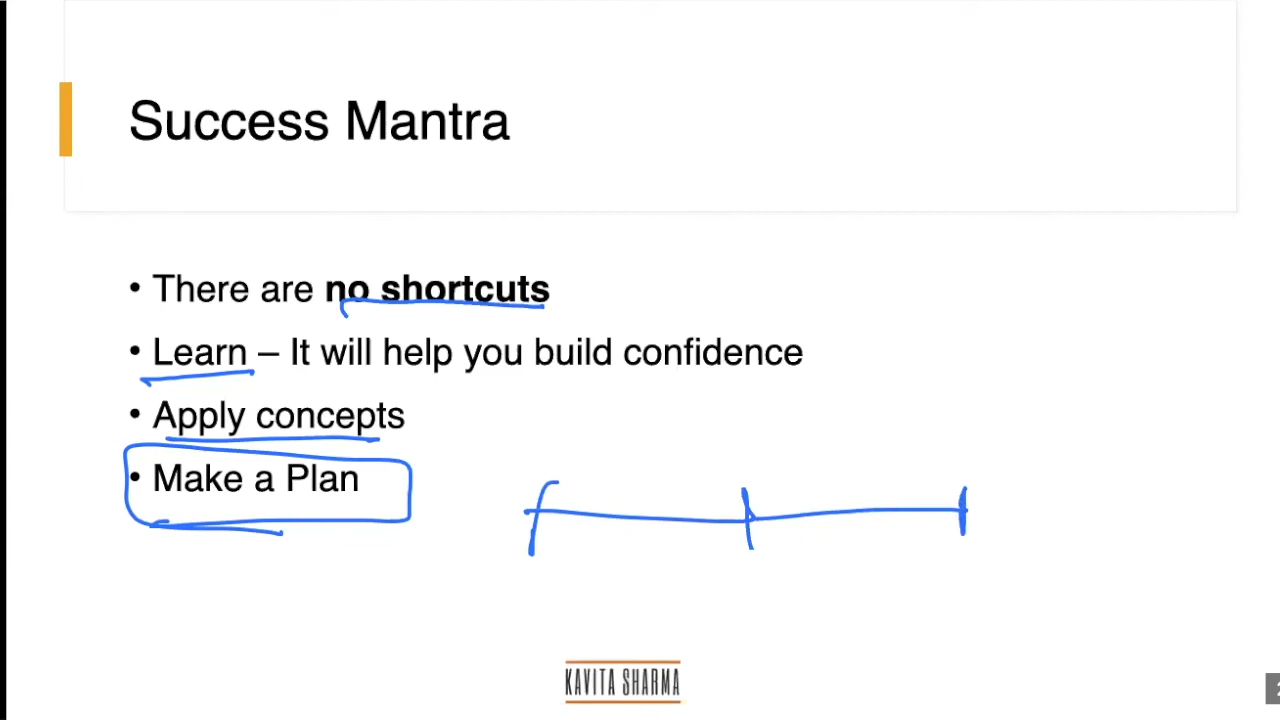 Success Mantra
• There are no shortcuts
• Learn – It will help you build confidence
• Apply concepts
• Make a Plan
KAVITA SHARMA